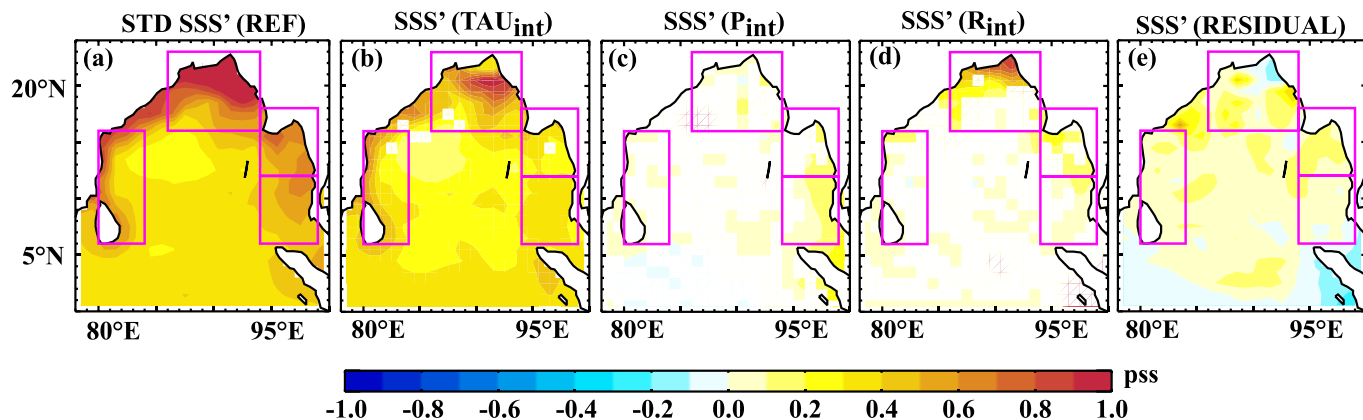 STD SSS’ (REF) SSS’ (TAUint) SSS’ (Pint) SSS’ (Rint) SSS’ (RESIDUAL)
(a) (b) (c) (d) (e)
20°N
5°N
80°E 95°E 80°E 95°E 80°E 95°E 80°E 95°E 80°E 95°E
pss
-1.0 -0.8 -0.6 -0.4 -0.2 0.0 0.2 0.4 0.6 0.8 1.0